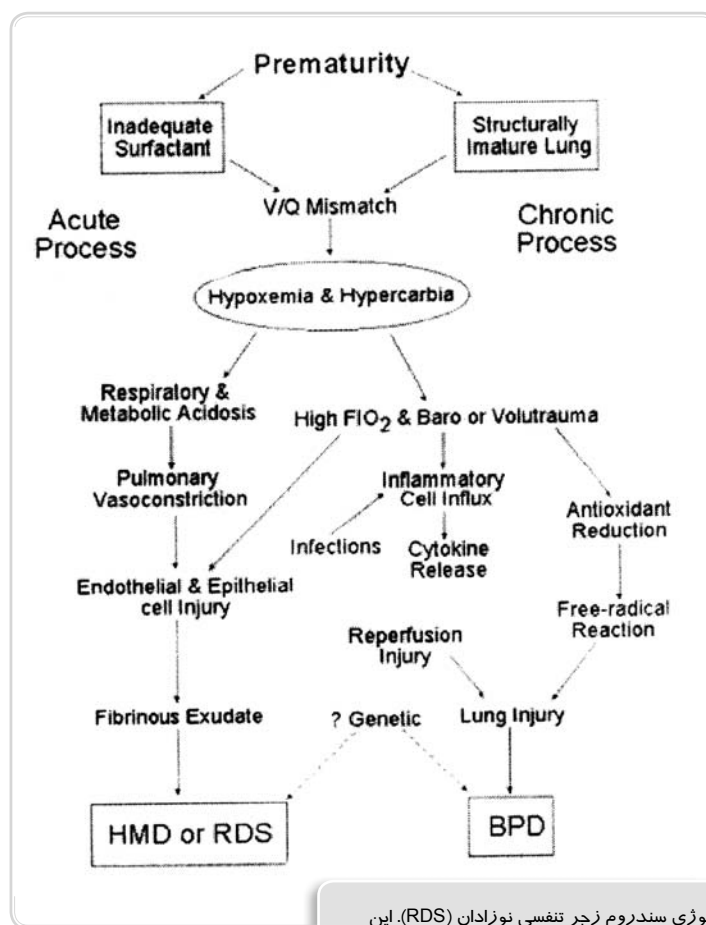 Prematurity
Inadequate
Surfactant
Structurally
Imature Lung
V/Q Mismatch
Acute
Process
Chronic
Process
Hypoxemia & Hypercarbia
Respiratory &
Metabolic Acidosis
High FIO2 & Baro or Volutrauma
Pulmonary
Vasoconstriction
Inflammatory
Cell Influx
Antioxidant
Reduction
Infections
Cytokine
Release
Endothelial & Epithelial
cell Injury
Free-radical
Reaction
Reperfusion
Injury
Fibrinous Exudate
? Genetic
Lung Injury
HMD or RDS
BPD
وژی سندروم زجر تنفسی نوزادان (RDS). این